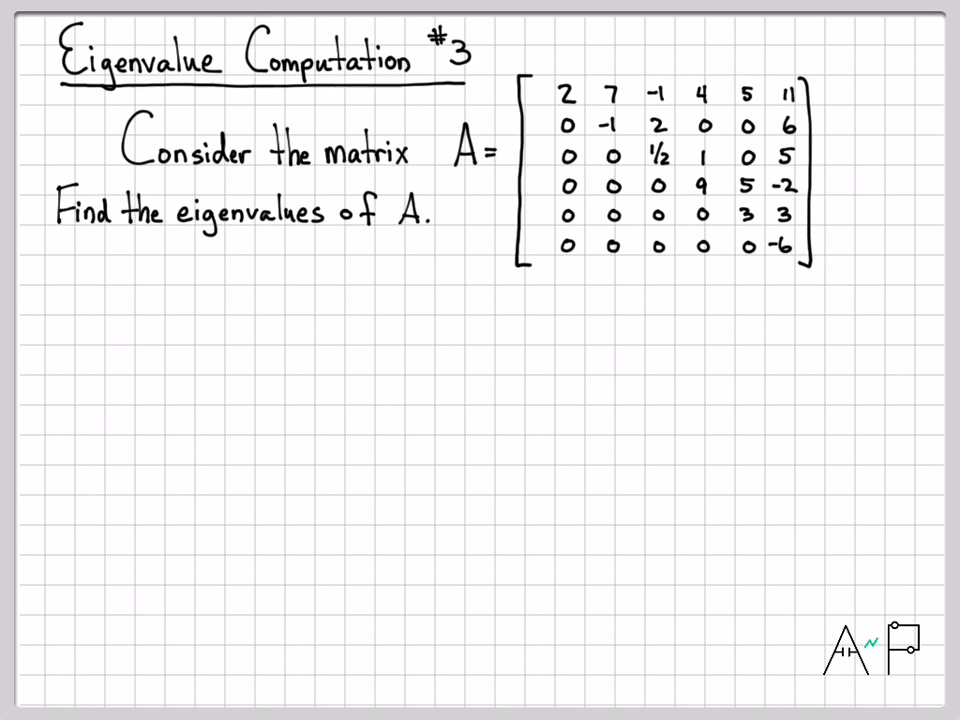 Eigenvalue Computation #3
Consider the matrix A =
2 7 -1 4 5 11
0 -1 2 0 0 6
0 0 1/2 1 0 5
0 0 0 9 5 -2
0 0 0 0 3 3
0 0 0 0 0 -6
Find the eigenvalues of A.
A~P